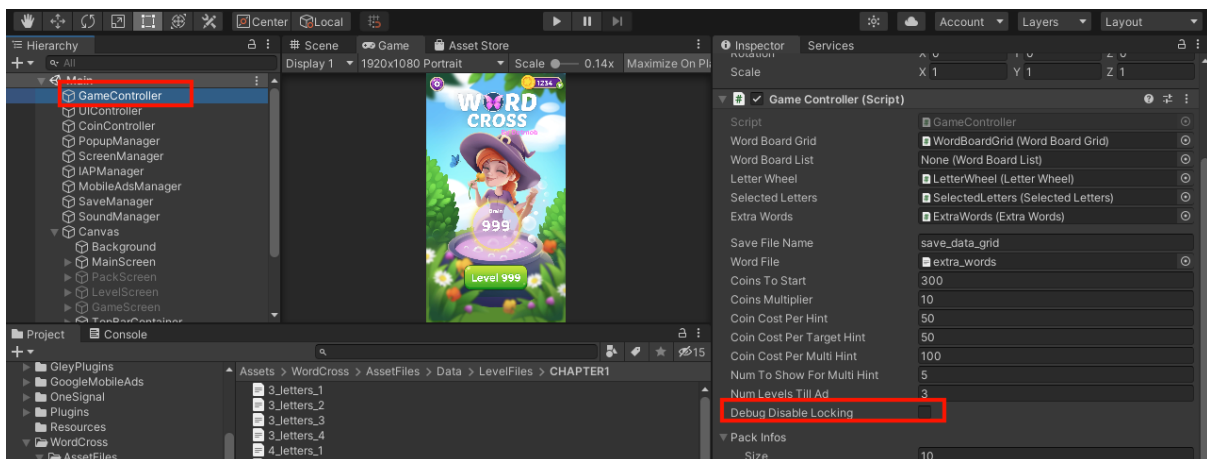 Center Local Account Layers Layout
Hierarchy
All
Main
GameController
UIController
CoinController
PopupManager
ScreenManager
IAPManager
MobileAdsManager
SaveManager
SoundManager
Canvas
Background
MainScreen
PackScreen
LevelScreen
GameScreen
TopBarContainer
Scene Game Asset Store
Display 1 1920x1080 Portrait Scale 0.14x Maximize On Pl
1234
WORD
CROSS
Brain
999
Level 999
Project Console
15
GleyPlugins
GoogleMobileAds
OneSignal
Plugins
Resources
WordCross
AssetFiles
Assets > WordCross > AssetFiles > Data > LevelFiles > CHAPTER1
3_letters_1
3_letters_2
3_letters_3
3_letters_4
4_letters_1
Inspector Services
Rotation X 0 Y 0 Z 0
Scale X 1 Y 1 Z 1
# Game Controller (Script)
Script GameController
Word Board Grid WordBoardGrid (Word Board Grid)
Word Board List None (Word Board List)
Letter Wheel LetterWheel (Letter Wheel)
Selected Letters SelectedLetters (Selected Letters)
Extra Words ExtraWords (Extra Words)
Save File Name save_data_grid
Word File extra_words
Coins To Start 300
Coins Multiplier 10
Coin Cost Per Hint 50
Coin Cost Per Target Hint 50
Coin Cost Per Multi Hint 100
Num To Show For Multi Hint 5
Num Levels Till Ad 3
Debug Disable Locking
Pack Infos
Size 10